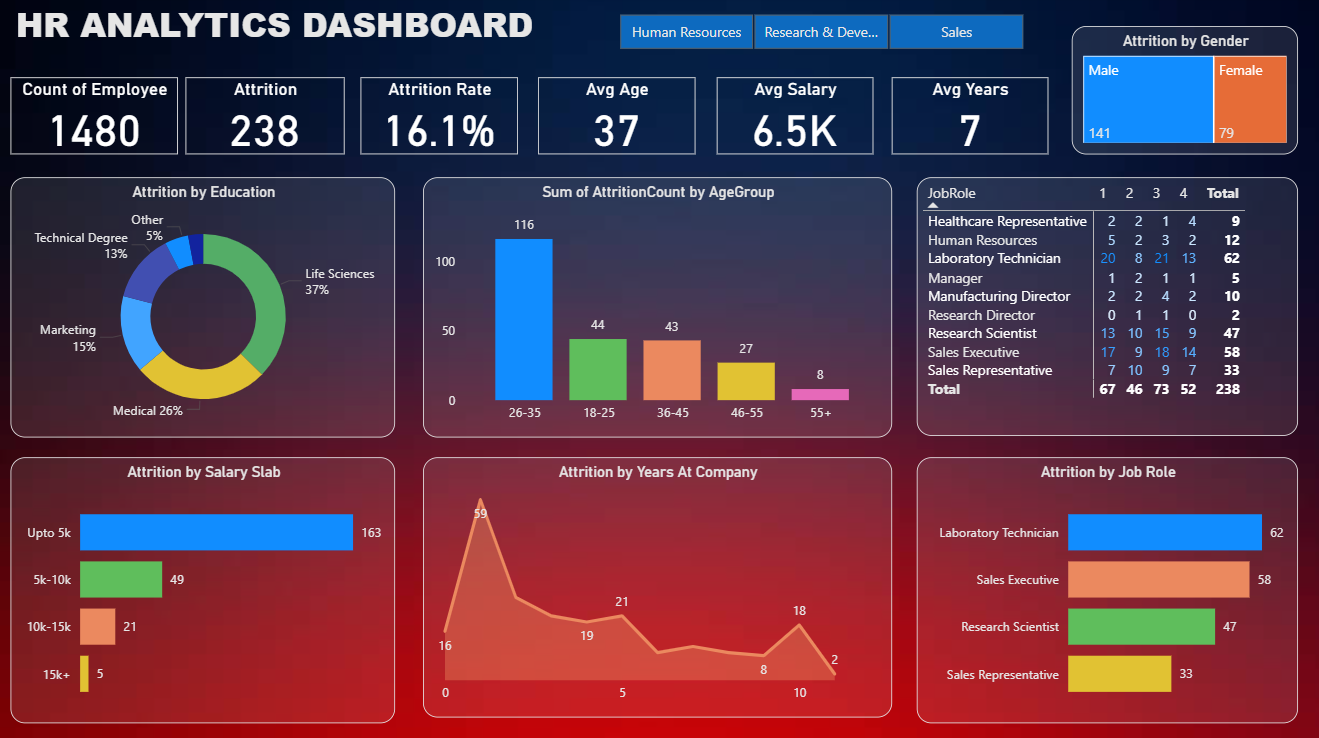 HR ANALYTICS DASHBOARD
Human Resources
Research & Deve...
Sales
Attrition by Gender
Male
Female
141
79
Count of Employee
1480
Attrition
238
Attrition Rate
16.1%
Avg Age
37
Avg Salary
6.5K
Avg Years
7
Attrition by Education
Other
5%
Technical Degree
13%
Life Sciences
37%
Marketing
15%
Medical 26%
Sum of AttritionCount by AgeGroup
116
100
50
44
43
27
8
0
26-35 18-25 36-45 46-55 55+
JobRole 1 2 3 4 Total
Healthcare Representative 2 2 1 4 9
Human Resources 5 2 3 2 12
Laboratory Technician 20 8 21 13 62
Manager 1 2 1 1 5
Manufacturing Director 2 2 4 2 10
Research Director 0 1 1 0 2
Research Scientist 13 10 15 9 47
Sales Executive 17 9 18 14 58
Sales Representative 7 10 9 7 33
Total 67 46 73 52 238
Attrition by Salary Slab
Upto 5k 163
5k-10k 49
10k-15k 21
15k+ 5
Attrition by Years At Company
59
16
19
21
8
18
2
0 5 10
Attrition by Job Role
Laboratory Technician 62
Sales Executive 58
Research Scientist 47
Sales Representative 33